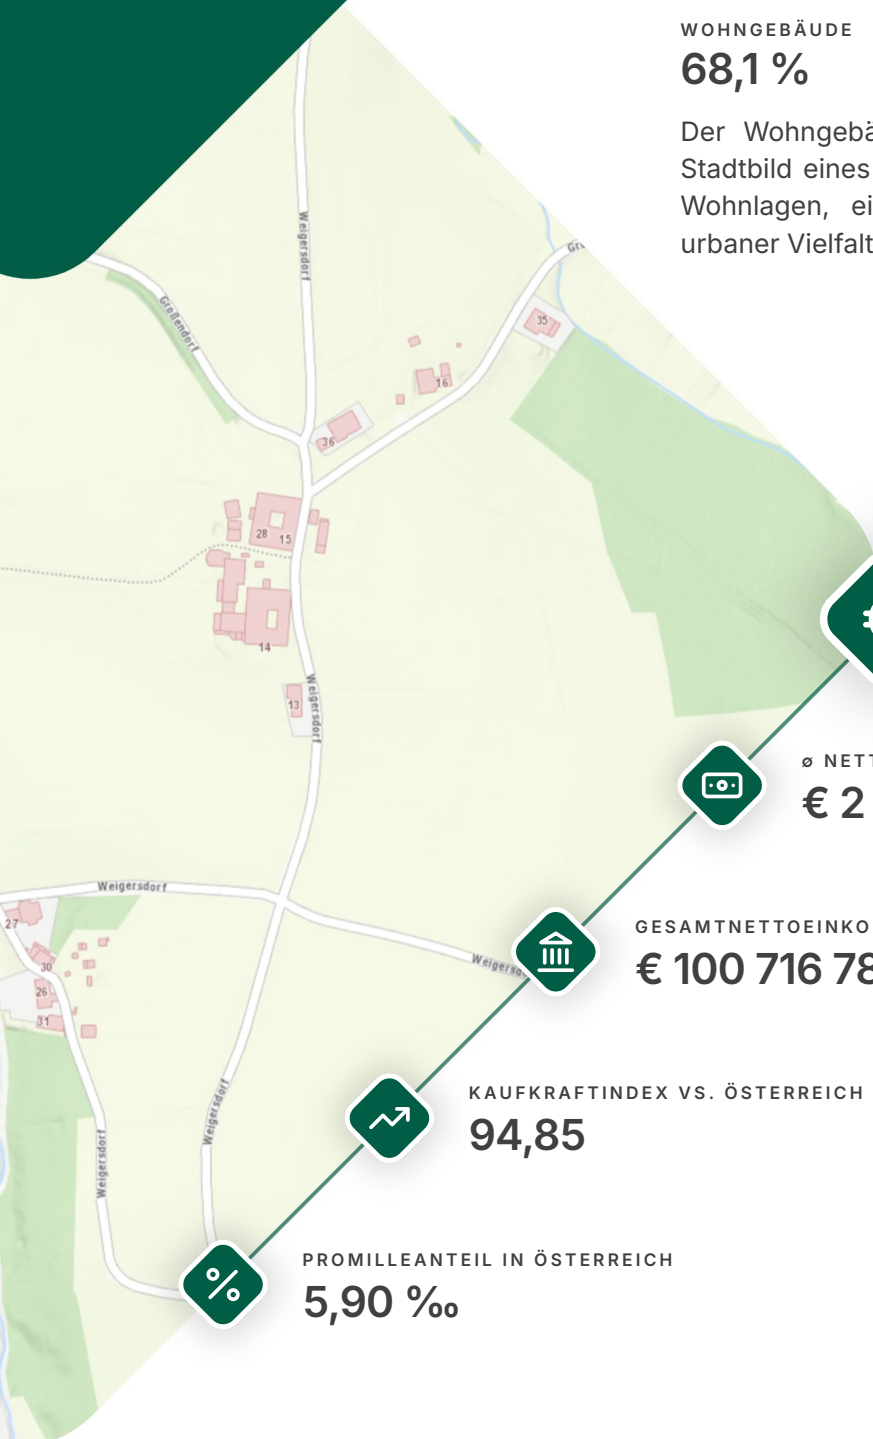 WOHNGEBÄUDE
68,1 %
Der Wohngebä
Stadtbild eines
Wohnlagen, ei
urbaner Vielfalt
Weigersdorf
Großendorf
35
16
36
28 15
14
13
Weigersdorf
ø NETT
€ 2
Weigersdorf
27
GESAMTNETTOEINKO
€ 100 716 78
30
26
31
KAUFKRAFTINDEX VS. ÖSTERREICH
94,85
Weigersdorf
Weigersdorf
PROMILLEANTEIL IN ÖSTERREICH
5,90 ‰